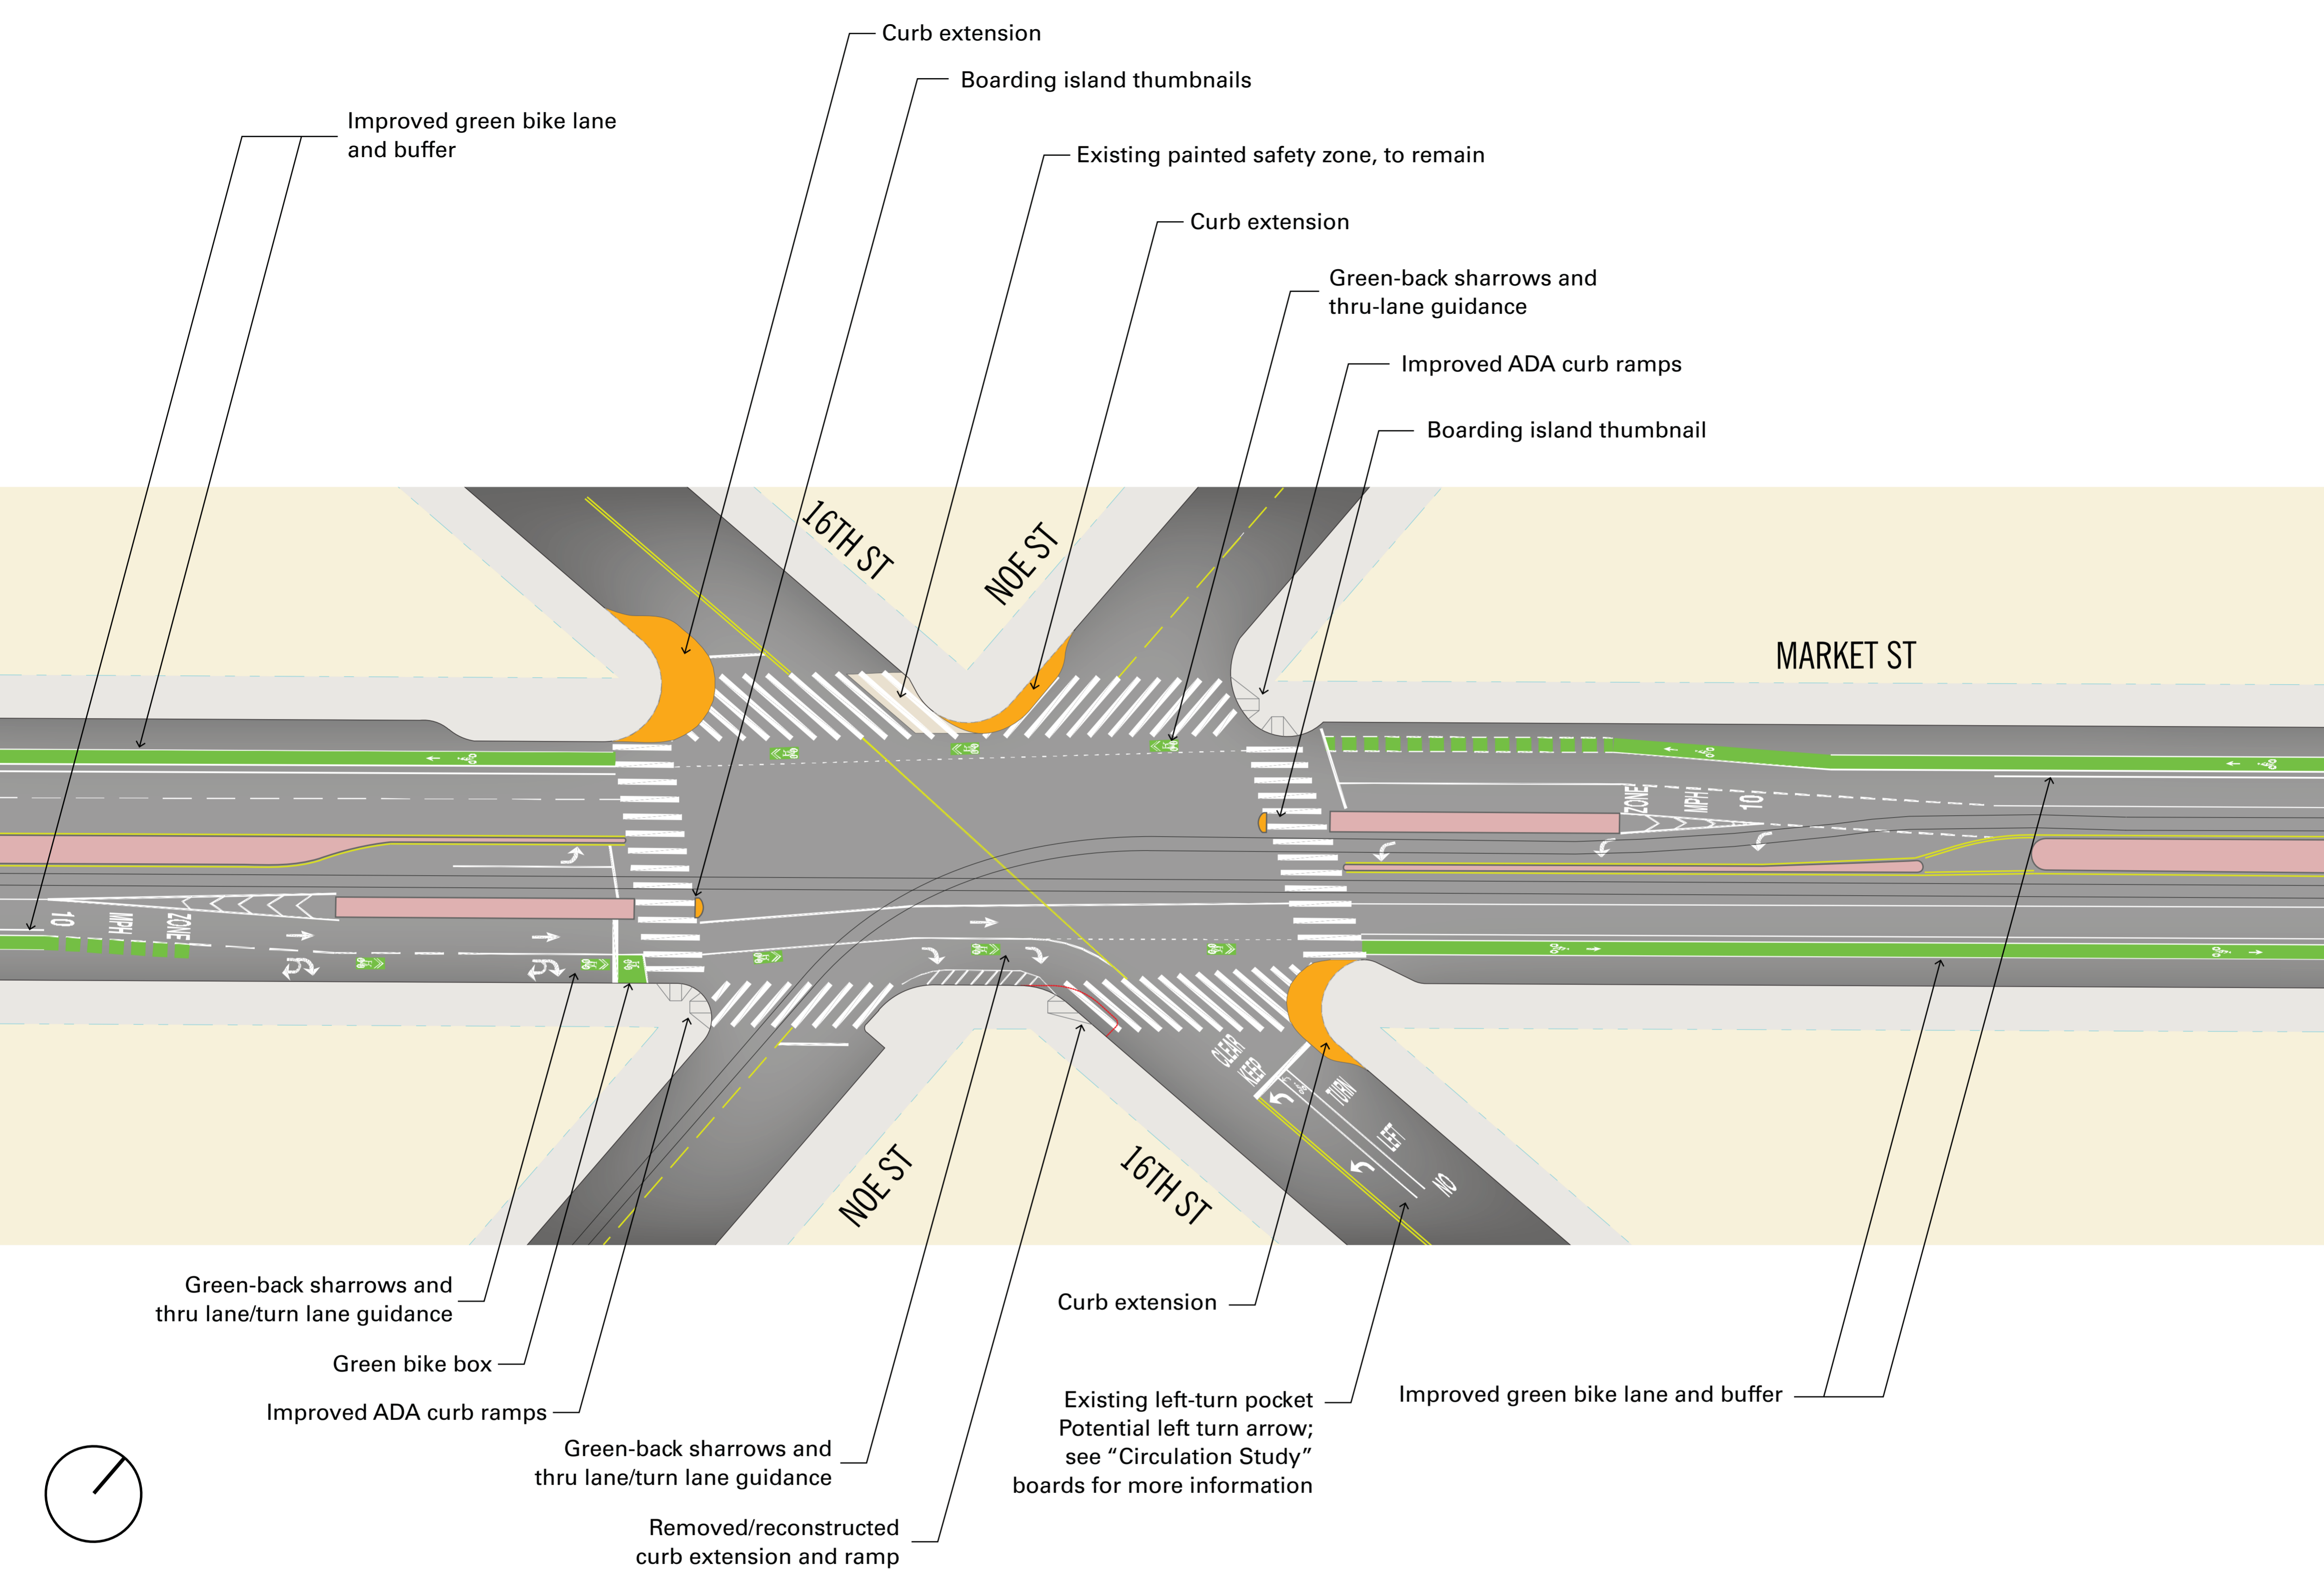 Curb extension
Boarding island thumbnails
Improved green bike lane
and buffer
Existing painted safety zone, to remain
Curb extension
Green-back sharrows and
thru-lane guidance
Improved ADA curb ramps
Boarding island thumbnail
16TH ST
NOE ST
MARKET ST
ZONE
MPH
10
10
MPH
ZONE
CLEAR
KEEP
TURN
LEFT
NO
NOE ST
16TH ST
Green-back sharrows and
thru lane/turn lane guidance
Green bike box
Improved ADA curb ramps
Green-back sharrows and
thru lane/turn lane guidance
Removed/reconstructed
curb extension and ramp
Curb extension
Existing left-turn pocket
Potential left turn arrow;
see “Circulation Study”
boards for more information
Improved green bike lane and buffer